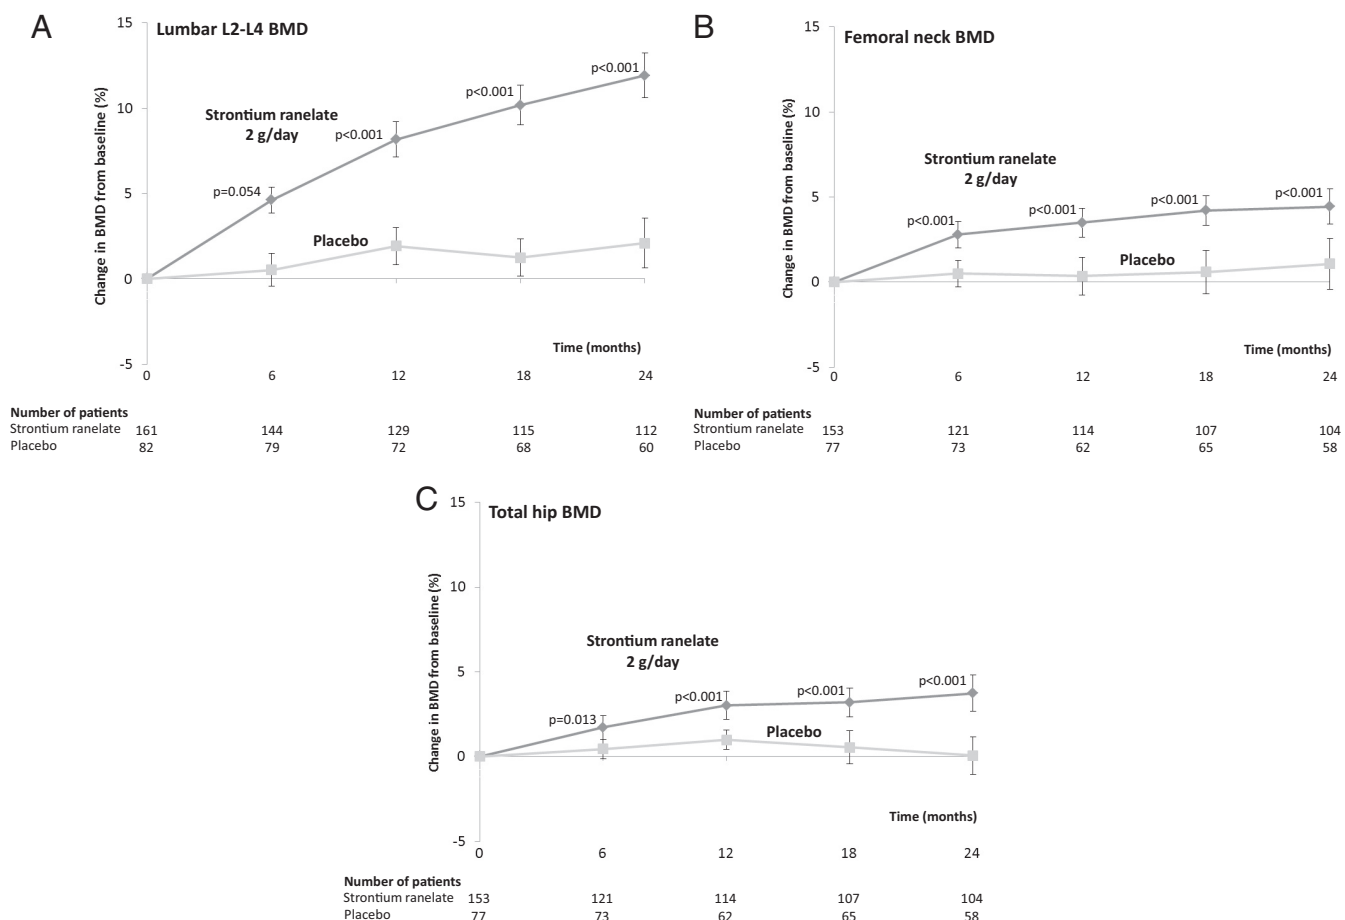 A
Lumbar L2-L4 BMD
Change in BMD from baseline (%)
15
10
5
0
-5
Strontium ranelate
2 g/day
p=0.054
p<0.001
p<0.001
p<0.001
Placebo
Time (months)
0 6 12 18 24
Number of patients
Strontium ranelate 161 144 129 115 112
Placebo 82 79 72 68 60
B
Femoral neck BMD
Change in BMD from baseline (%)
15
10
5
0
-5
Strontium ranelate
2 g/day
p<0.001
p<0.001
p<0.001
p<0.001
Placebo
Time (months)
0 6 12 18 24
Number of patients
Strontium ranelate 153 121 114 107 104
Placebo 77 73 62 65 58
C
Total hip BMD
Change in BMD from baseline (%)
15
10
5
0
-5
Strontium ranelate
2 g/day
p=0.013
p<0.001
p<0.001
p<0.001
Placebo
Time (months)
0 6 12 18 24
Number of patients
Strontium ranelate 153 121 114 107 104
Placebo 77 73 62 65 58